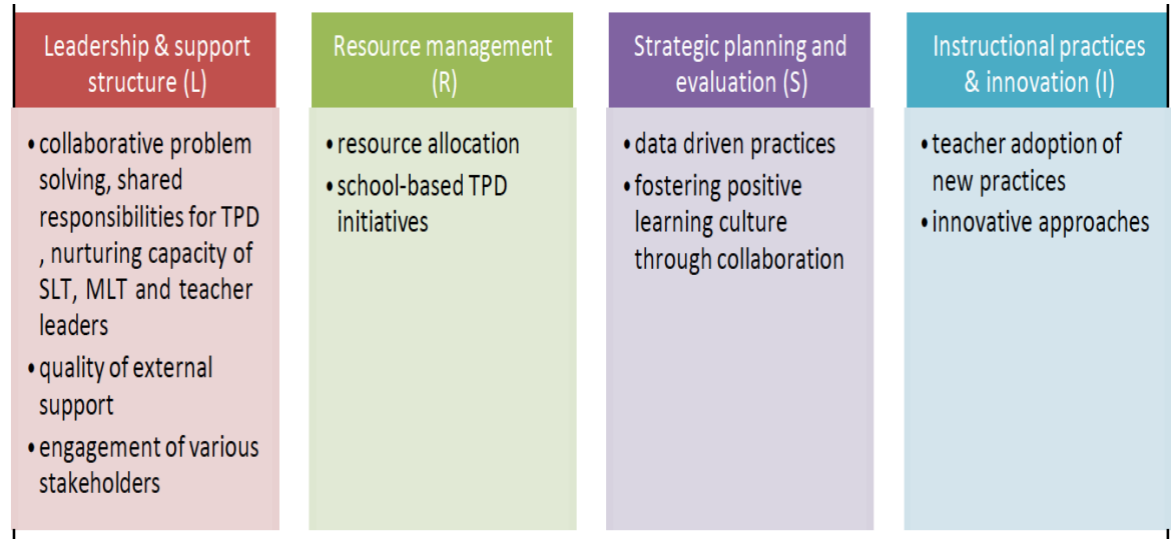 Leadership & support
structure (L)
• collaborative problem
solving, shared
responsibilities for TPD
, nurturing capacity of
SLT, MLT and teacher
leaders
• quality of external
support
• engagement of various
stakeholders
Resource management
(R)
• resource allocation
• school-based TPD
initiatives
Strategic planning and
evaluation (S)
• data driven practices
• fostering positive
learning culture
through collaboration
Instructional practices
& innovation (I)
• teacher adoption of
new practices
• innovative approaches